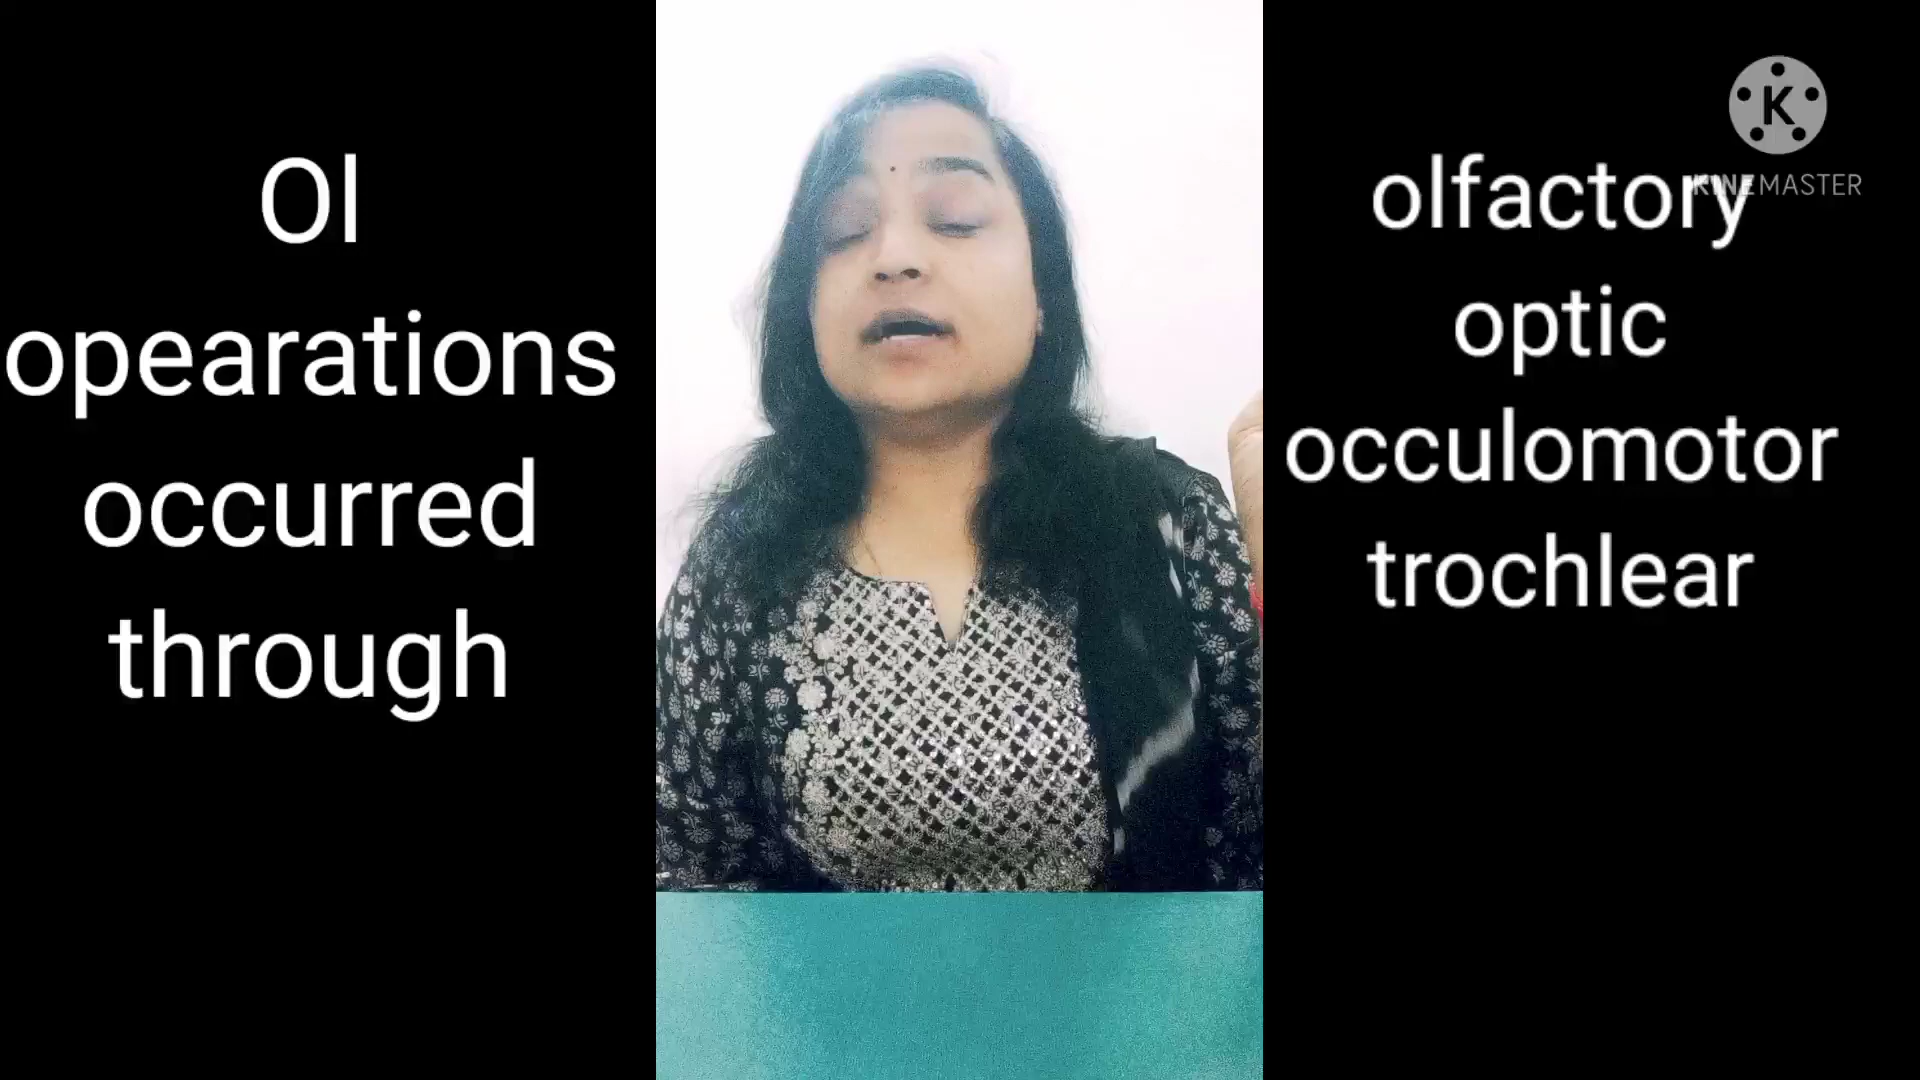 Ol
opearations
occurred
through
K
KINEMASTER
olfactory
optic
occulomotor
trochlear